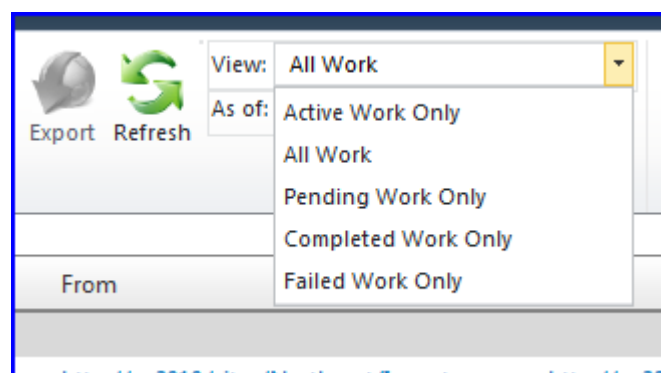 View: All Work
As of:
Export Refresh
Active Work Only
All Work
Pending Work Only
Completed Work Only
Failed Work Only
From